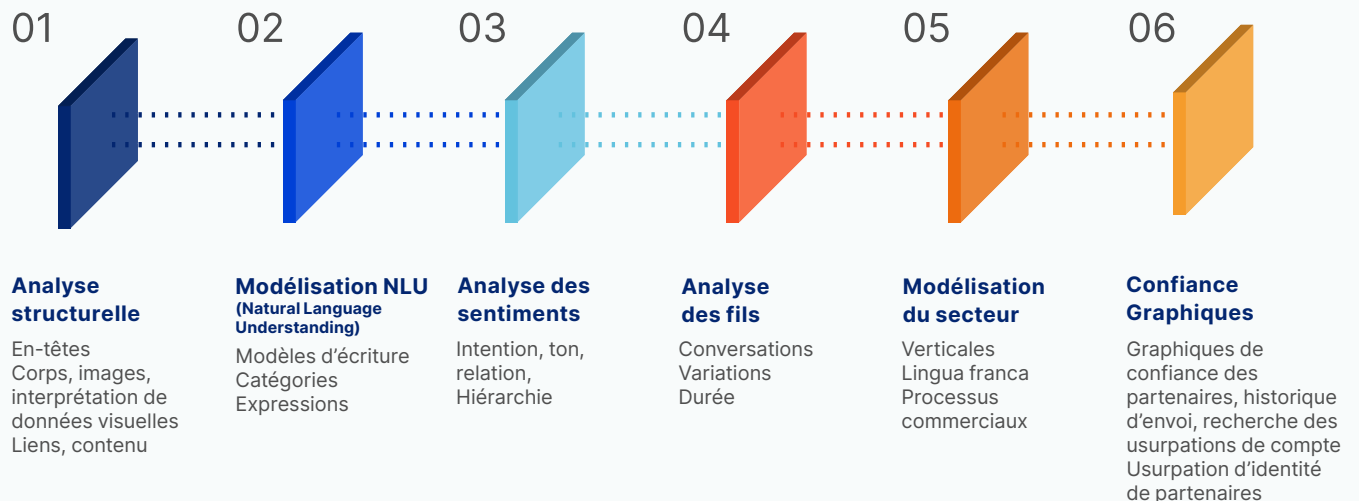 01
Analyse
structurelle
En-têtes
Corps, images,
interprétation de
données visuelles
Liens, contenu
02
Modélisation NLU
(Natural Language
Understanding)
Modèles d’écriture
Catégories
Expressions
03
Analyse des
sentiments
Intention, ton,
relation,
Hiérarchie
04
Analyse
des fils
Conversations
Variations
Durée
05
Modélisation
du secteur
Verticales
Lingua franca
Processus
commerciaux
06
Confiance
Graphiques
Graphiques de
confiance des
partenaires, historique
d’envoi, recherche des
usurpations de compte
Usurpation d’identité
de partenaires